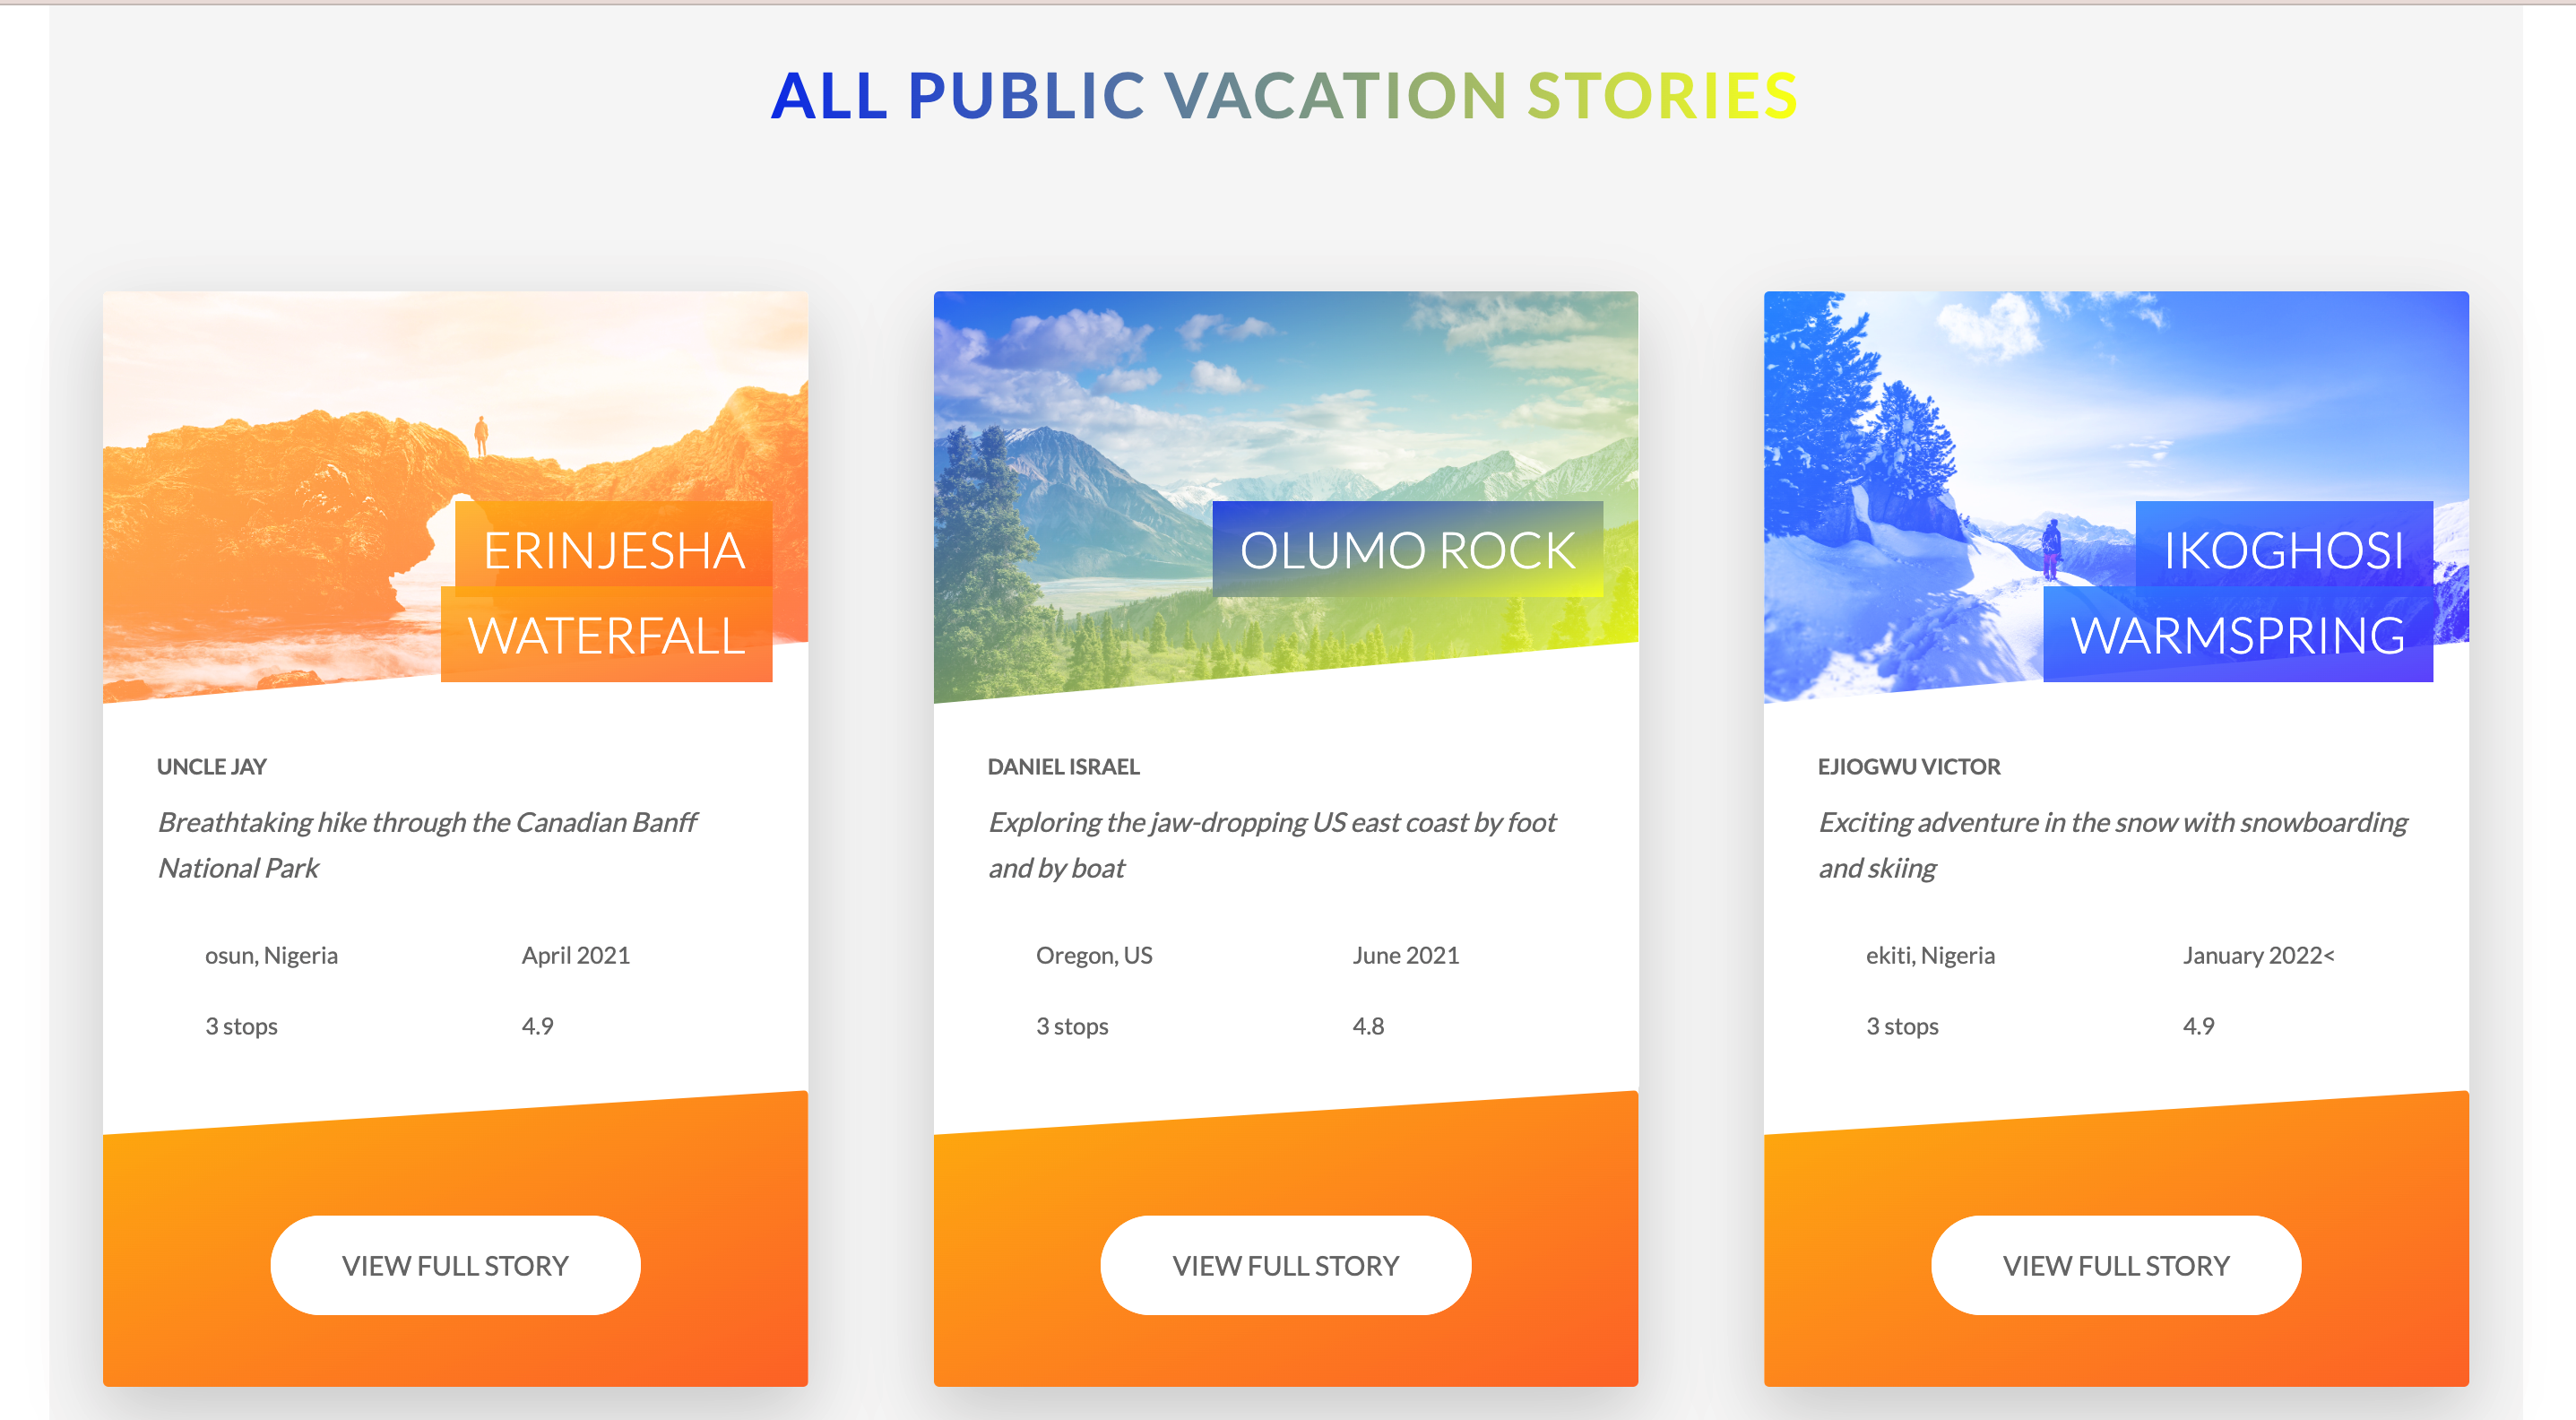 ALL PUBLIC VACATION STORIES
ERINJESHA
WATERFALL
UNCLE JAY
Breathtaking hike through the Canadian Banff
National Park
osun, Nigeria
April 2021
3 stops
4.9
VIEW FULL STORY
OLUMO ROCK
DANIEL ISRAEL
Exploring the jaw-dropping US east coast by foot
and by boat
Oregon, US
June 2021
3 stops
4.8
VIEW FULL STORY
IKOGHOSI
WARMSPRING
EJIOGWU VICTOR
Exciting adventure in the snow with snowboarding
and skiing
ekiti, Nigeria
January 2022<
3 stops
4.9
VIEW FULL STORY